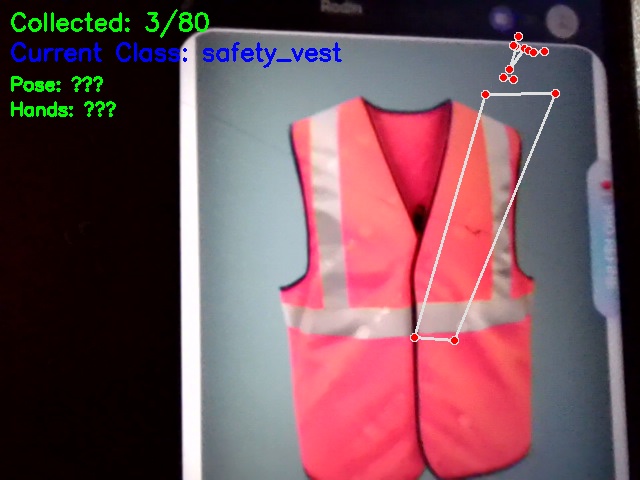 Collected: 3/80
Current Class: safety_vest
Pose: ???
Hands: ???